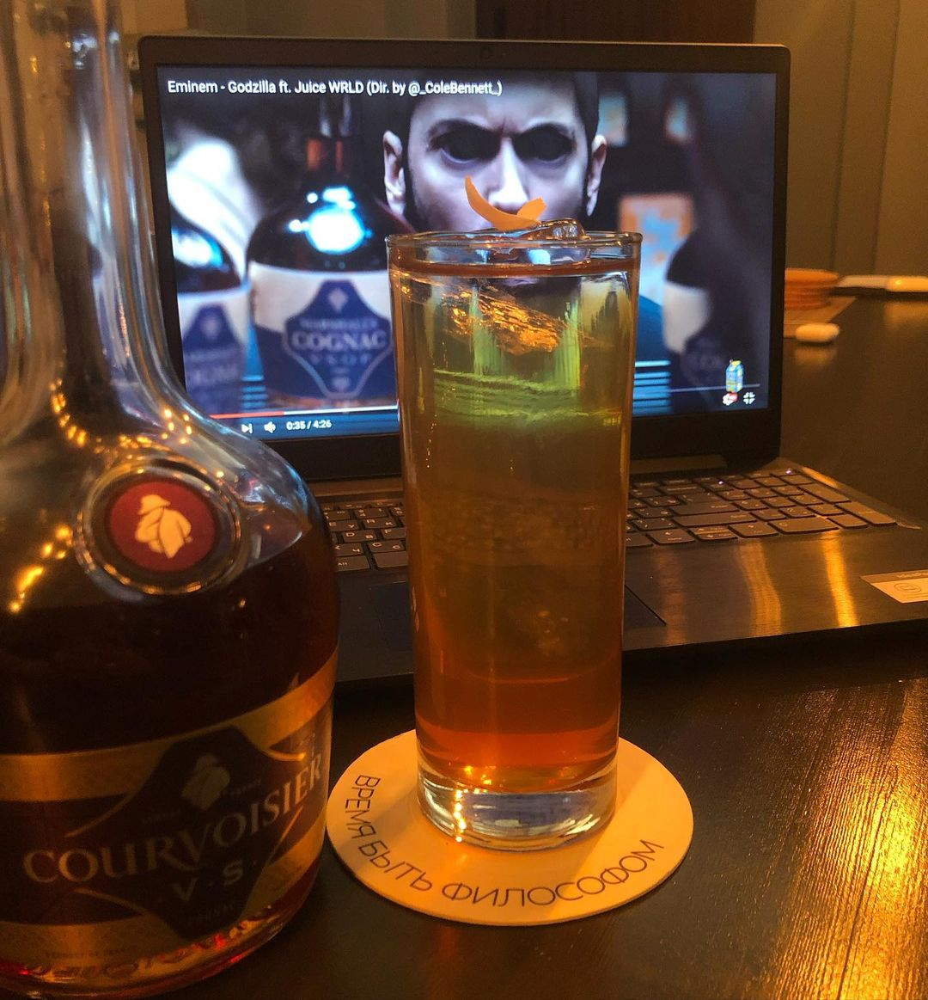 Eminem - Godzilla ft. Juice WRLD (Dir. by @_ColeBennett_)
COGNAC
V.S.O.P
0:35 / 4:26
COURVOISIER
V.S.
ВРЕМЯ БЫТЬ ФИЛОСОФОМ